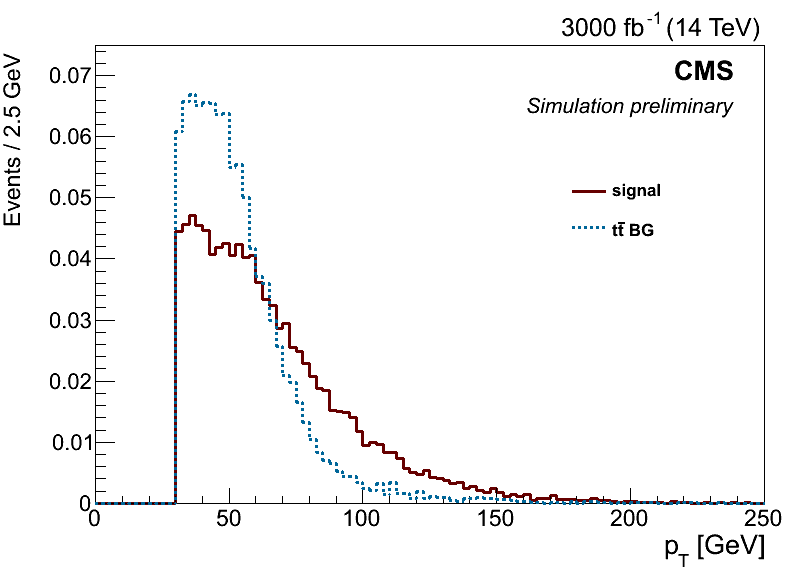 3000 fb⁻¹ (14 TeV)
CMS
Simulation preliminary
Events / 2.5 GeV
0.07
0.06
0.05
0.04
0.03
0.02
0.01
0
signal
tt̄ BG
0 50 100 150 200 250
p_T [GeV]